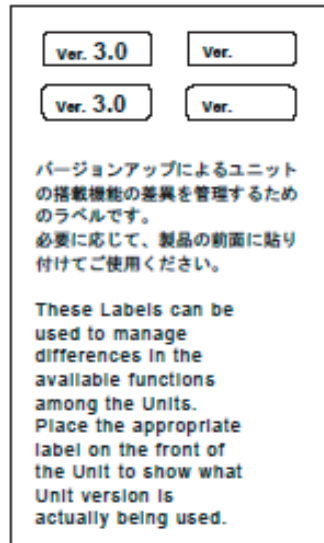 Ver. 3.0 Ver.
Ver. 3.0 Ver.
バージョンアップによるユニット
の搭載機能の差異を管理するため
のラベルです。
必要に応じて、製品の前面に貼り
付けてご使用ください。
These Labels can be
used to manage
differences in the
available functions
among the Units.
Place the appropriate
label on the front of
the Unit to show what
Unit version is
actually being used.